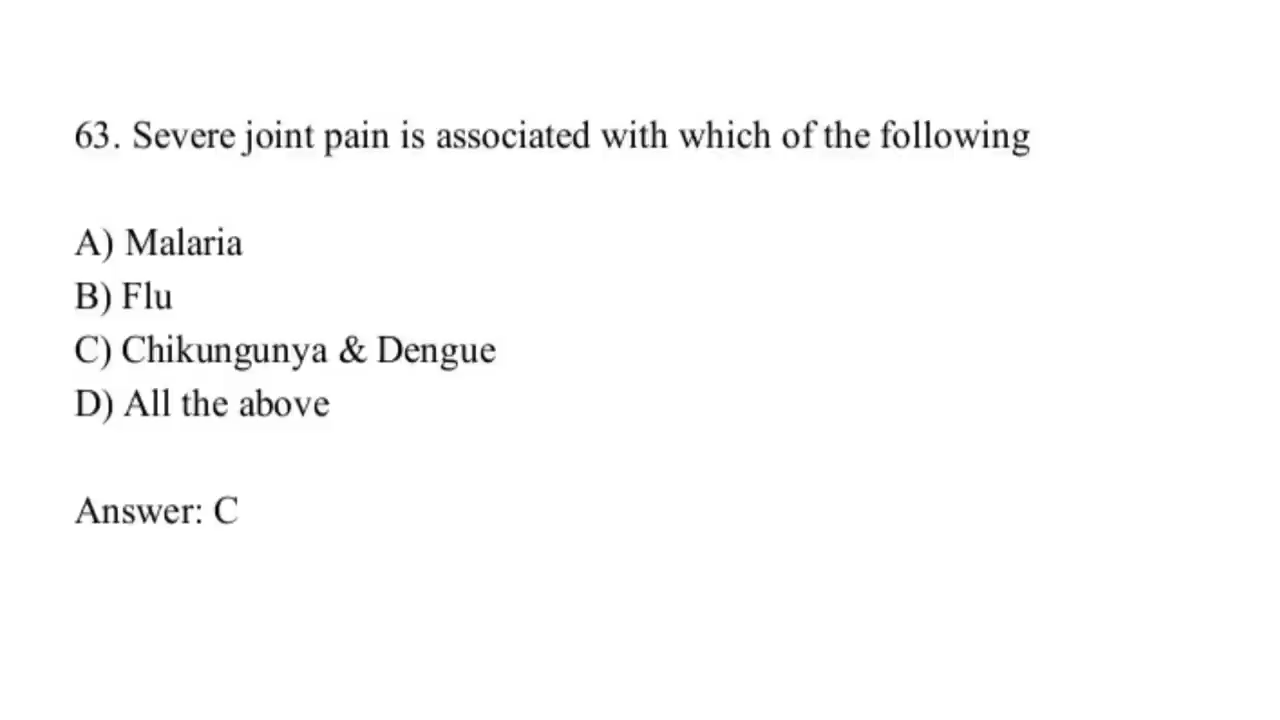 63. Severe joint pain is associated with which of the following
A) Malaria
B) Flu
C) Chikungunya & Dengue
D) All the above
Answer: C